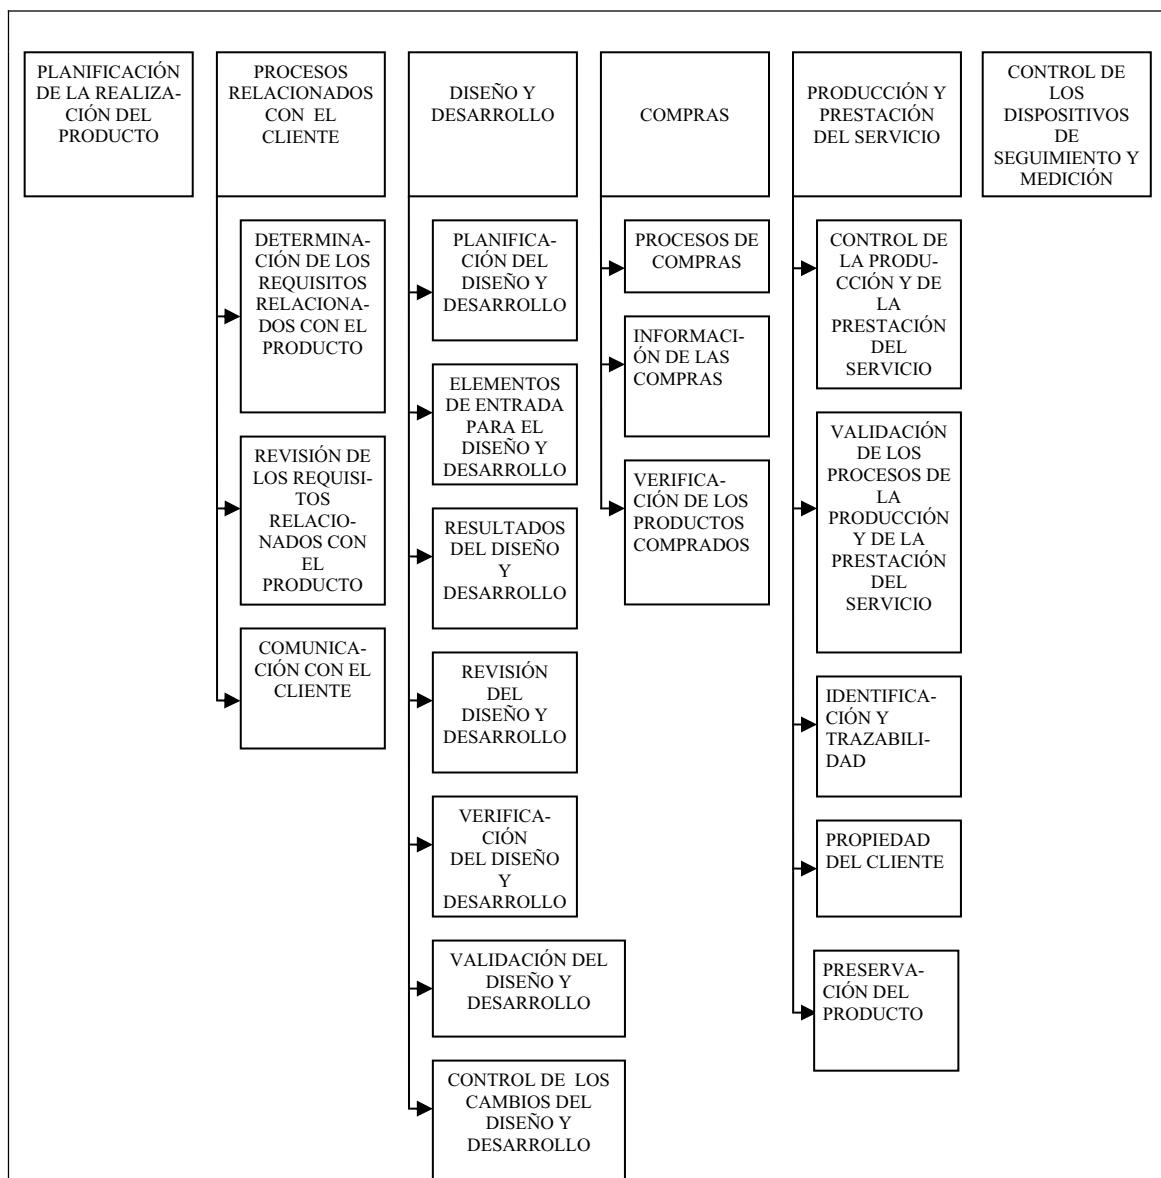 PLANIFICACIÓN
DE LA REALIZA-
CIÓN DEL
PRODUCTO
PROCESOS
RELACIONADOS
CON EL
CLIENTE
DISEÑO Y
DESARROLLO
COMPRAS
PRODUCCIÓN Y
PRESTACIÓN
DEL SERVICIO
CONTROL DE
LOS
DISPOSITIVOS
DE
SEGUIMIENTO Y
MEDICIÓN
DETERMINA-
CIÓN DE LOS
REQUISITOS
RELACIONA-
DOS CON EL
PRODUCTO
REVISIÓN DE
LOS REQUISI-
TOS
RELACIO-
NADOS CON
EL
PRODUCTO
COMUNICA-
CIÓN CON EL
CLIENTE
PLANIFICA-
CIÓN DEL
DISEÑO Y
DESARROLLO
ELEMENTOS
DE ENTRADA
PARA EL
DISEÑO Y
DESARROLLO
RESULTADOS
DEL DISEÑO
Y
DESARROLLO
REVISIÓN
DEL
DISEÑO Y
DESARROLLO
VERIFICA-
CIÓN
DEL DISEÑO
Y
DESARROLLO
VALIDACIÓN DEL
DISEÑO Y
DESARROLLO
CONTROL DE LOS
CAMBIOS DEL
DISEÑO Y
DESARROLLO
PROCESOS DE
COMPRAS
INFORMACI-
ÓN DE LAS
COMPRAS
VERIFICA-
CIÓN DE LOS
PRODUCTOS
COMPRADOS
CONTROL DE
LA PRODU-
CCIÓN Y DE
LA
PRESTACIÓN
DEL
SERVICIO
VALIDACIÓN
DE LOS
PROCESOS DE
LA
PRODUCCIÓN
Y DE LA
PRESTACIÓN
DEL
SERVICIO
IDENTIFICA-
CIÓN Y
TRAZABILI-
DAD
PROPIEDAD
DEL CLIENTE
PRESERVA-
CIÓN DEL
PRODUCTO